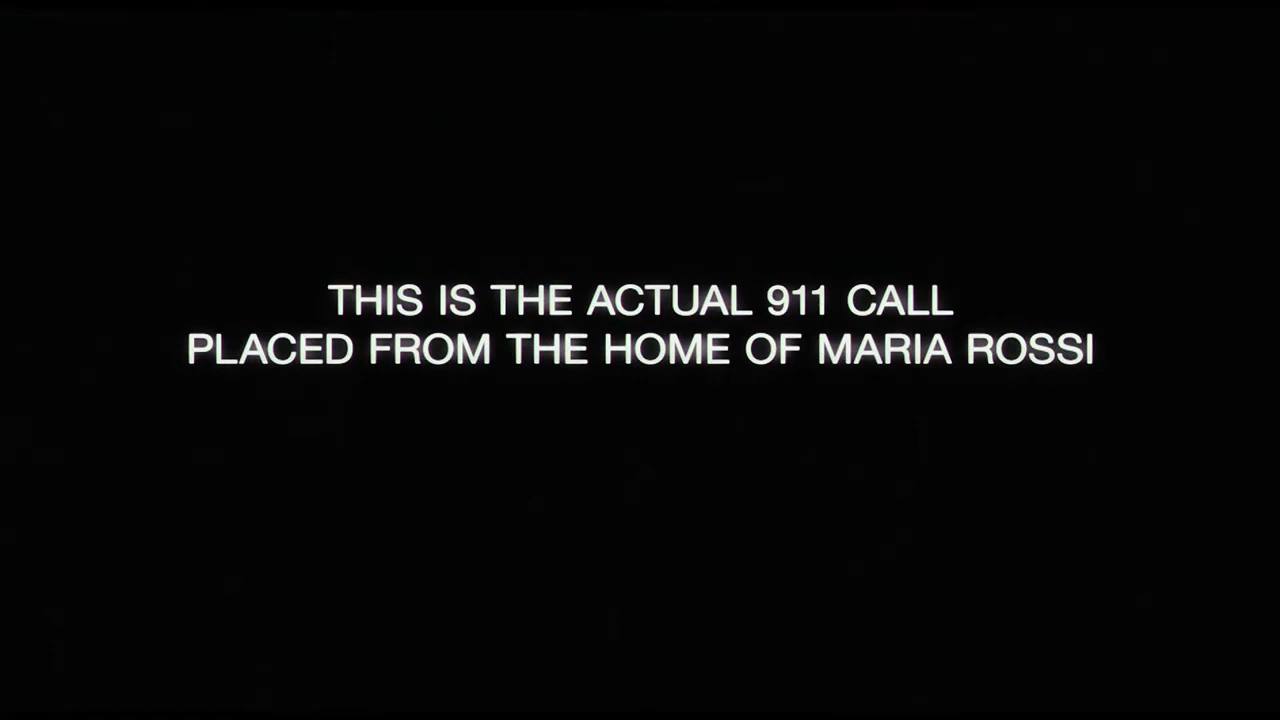 THIS IS THE ACTUAL 911 CALL
PLACED FROM THE HOME OF MARIA ROSSI